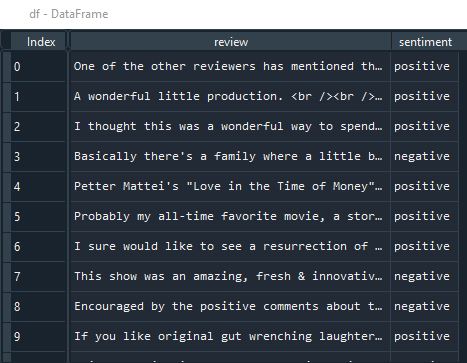 df - DataFrame
Index review sentiment
0 One of the other reviewers has mentioned th… positive
1 A wonderful little production. <br /><br />… positive
2 I thought this was a wonderful way to spend… positive
3 Basically there's a family where a little b… negative
4 Petter Mattei's "Love in the Time of Money"… positive
5 Probably my all-time favorite movie, a stor… positive
6 I sure would like to see a resurrection of … positive
7 This show was an amazing, fresh & innovativ… negative
8 Encouraged by the positive comments about t… negative
9 If you like original gut wrenching laughter… positive